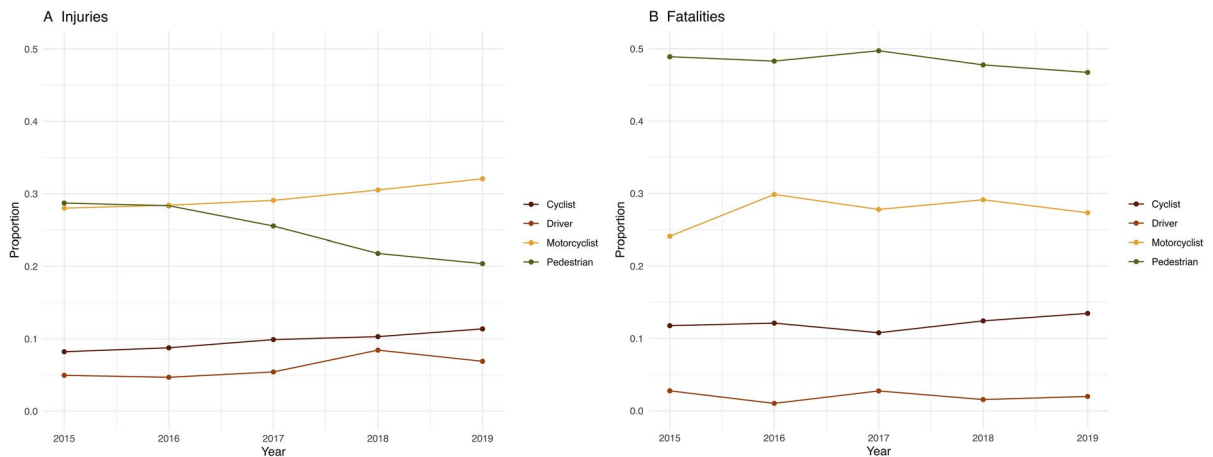 A Injuries
0.5
0.4
0.3
0.2
0.1
0.0
Proportion
2015 2016 2017 2018 2019
Year
Cyclist
Driver
Motorcyclist
Pedestrian
B Fatalities
0.5
0.4
0.3
0.2
0.1
0.0
Proportion
2015 2016 2017 2018 2019
Year
Cyclist
Driver
Motorcyclist
Pedestrian